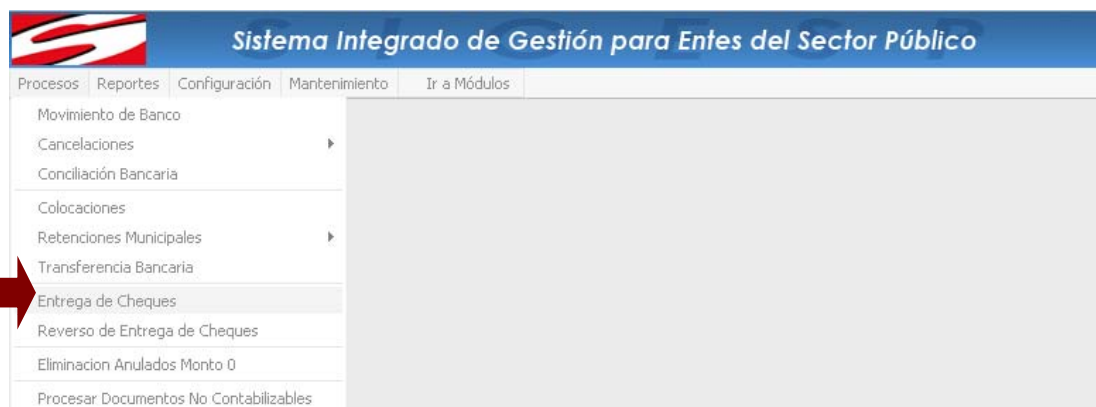 Sistema Integrado de Gestión para Entes del Sector Público
Procesos Reportes Configuración Mantenimiento Ir a Módulos
Movimiento de Banco
Cancelaciones
Conciliación Bancaria
Colocaciones
Retenciones Municipales
Transferencia Bancaria
Entrega de Cheques
Reverso de Entrega de Cheques
Eliminacion Anulados Monto 0
Procesar Documentos No Contabilizables